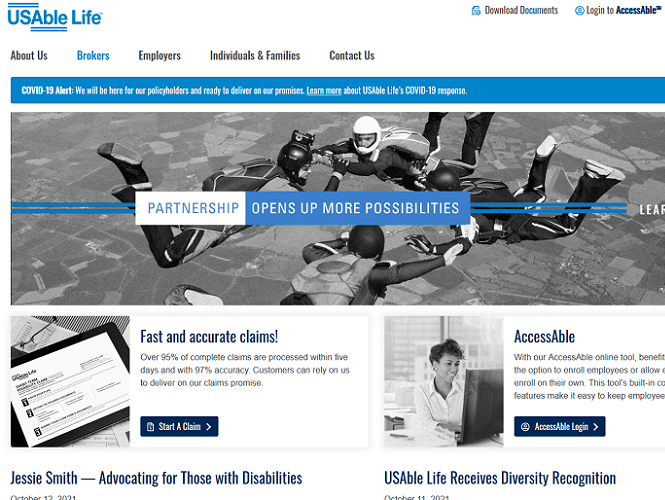 USAble Life
Download Documents
Login to AccessAble℠
About Us
Brokers
Employers
Individuals & Families
Contact Us
COVID-19 Alert: We will be here for our policyholders and ready to deliver on our promises. Learn more about USAble Life's COVID-19 response.
PARTNERSHIP OPENS UP MORE POSSIBILITIES
Fast and accurate claims!
Over 95% of complete claims are processed within five
days and with 97% accuracy. Customers can rely on us
to deliver on our claims promise.
Start A Claim
AccessAble
With our AccessAble online tool,
the option to enroll employees or allow
enroll on their own. This tool's built-in
features make it easy to keep
AccessAble Login
Jessie Smith — Advocating for Those with Disabilities
October 12, 2021
USAble Life Receives Diversity Recognition
October 11, 2021